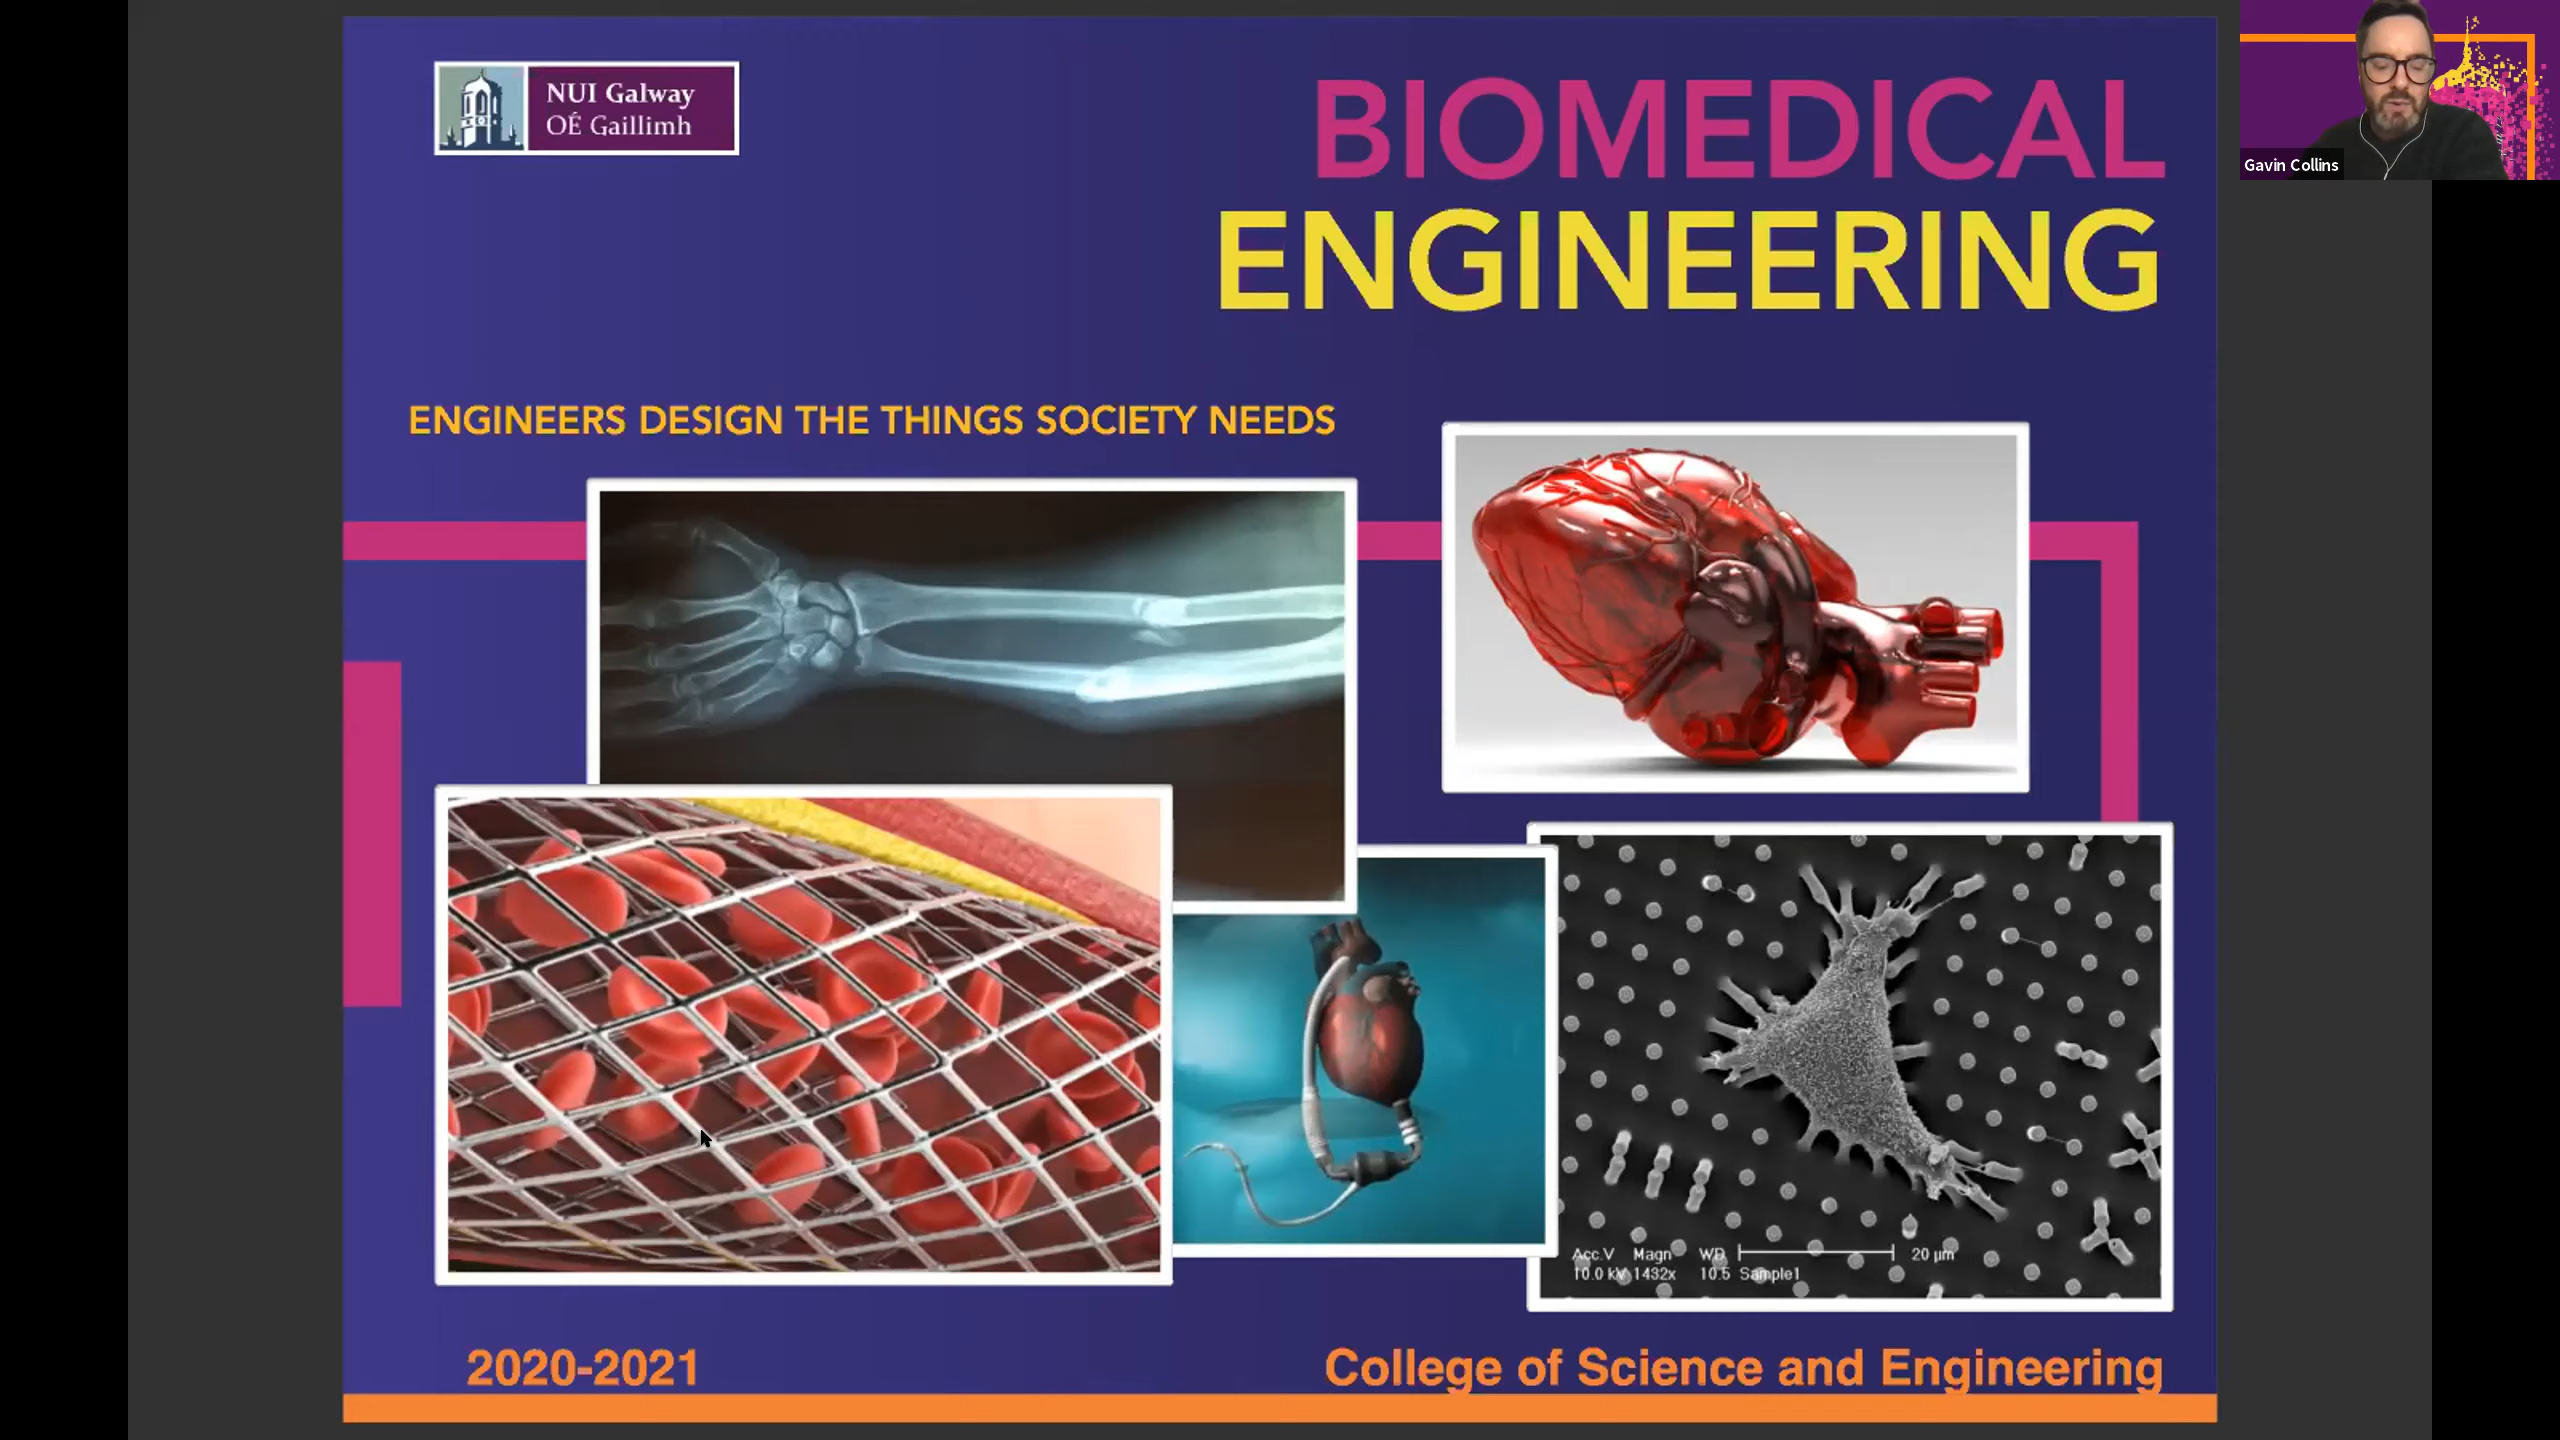 NUI Galway
OÉ Gaillimh
BIOMEDICAL
ENGINEERING
Gavin Collins
ENGINEERS DESIGN THE THINGS SOCIETY NEEDS
Acc.V Magn WD 20 µm
10.0 kV 1432x 10.5 Sample1
2020-2021
College of Science and Engineering